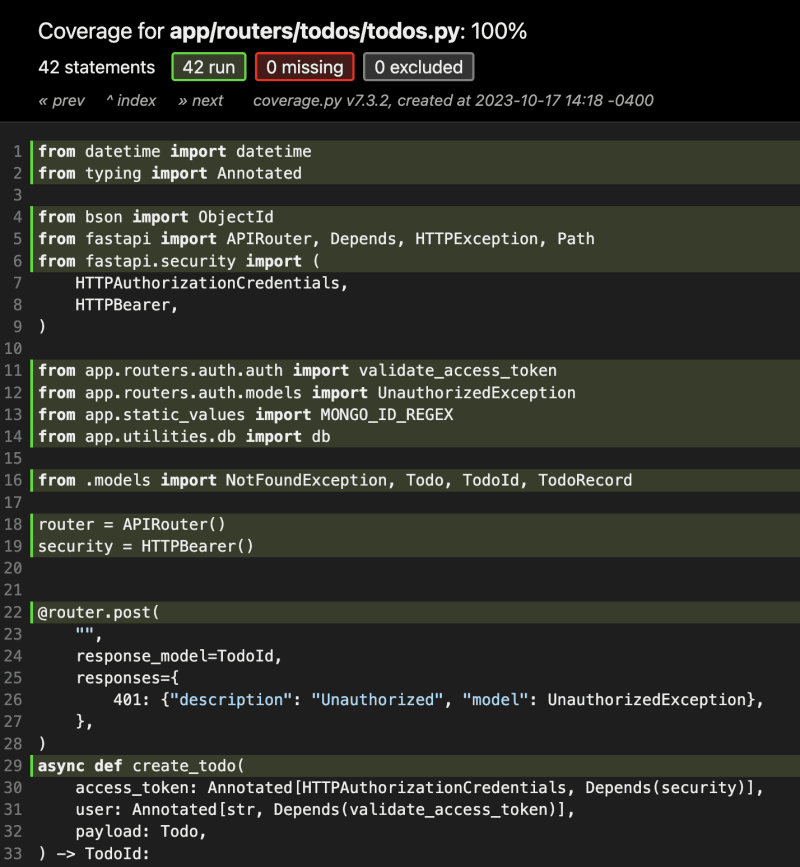 Coverage for app/routers/todos/todos.py: 100%
42 statements 42 run 0 missing 0 excluded
« prev ^ index » next coverage.py v7.3.2, created at 2023-10-17 14:18 -0400
1 from datetime import datetime
2 from typing import Annotated
3
4 from bson import ObjectId
5 from fastapi import APIRouter, Depends, HTTPException, Path
6 from fastapi.security import (
7     HTTPAuthorizationCredentials,
8     HTTPBearer,
9 )
10
11 from app.routers.auth.auth import validate_access_token
12 from app.routers.auth.models import UnauthorizedException
13 from app.static_values import MONGO_ID_REGEX
14 from app.utilities.db import db
15
16 from .models import NotFoundException, Todo, TodoId, TodoRecord
17
18 router = APIRouter()
19 security = HTTPBearer()
20
21
22 @router.post(
23     "",
24     response_model=TodoId,
25     responses={
26         401: {"description": "Unauthorized", "model": UnauthorizedException},
27     },
28 )
29 async def create_todo(
30     access_token: Annotated[HTTPAuthorizationCredentials, Depends(security)],
31     user: Annotated[str, Depends(validate_access_token)],
32     payload: Todo,
33 ) -> TodoId: